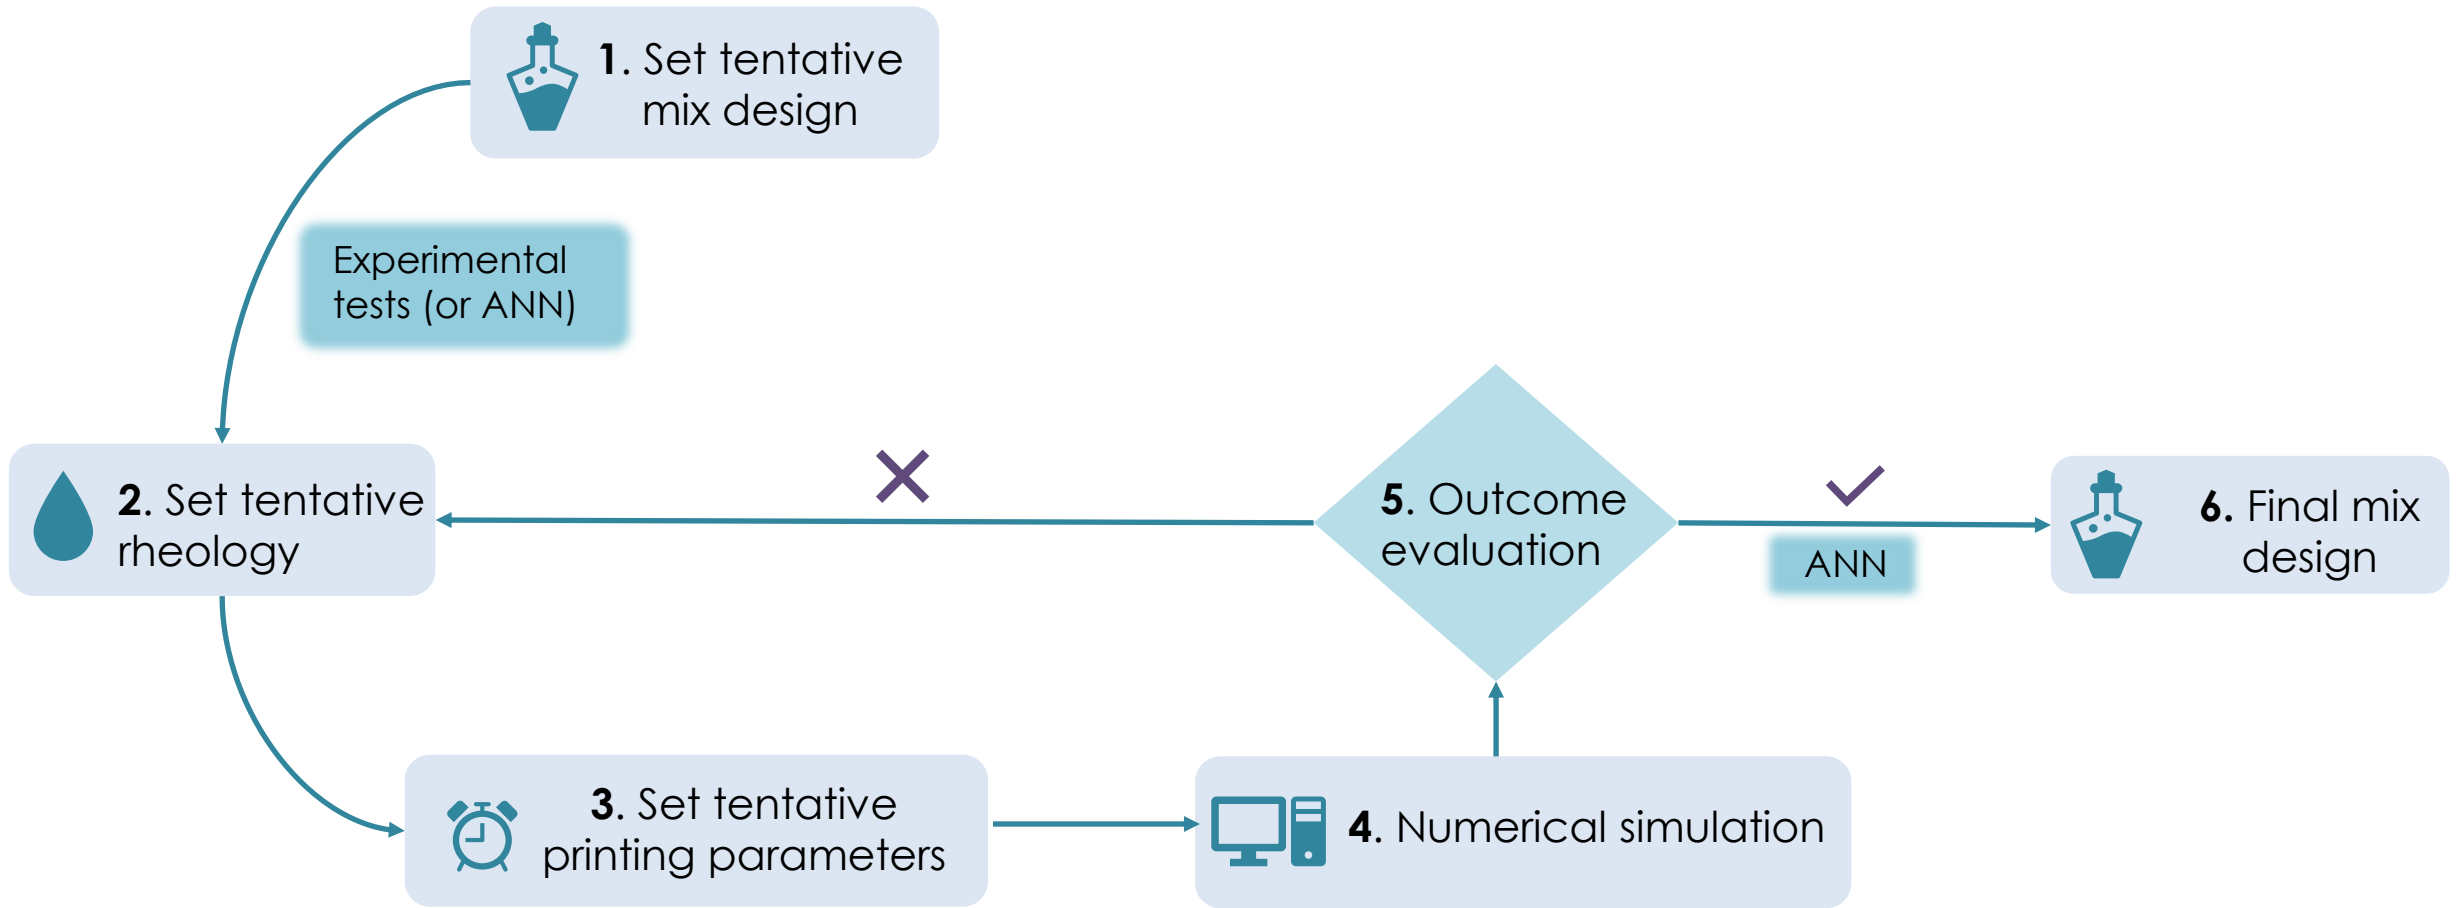 1. Set tentative
mix design
Experimental
tests (or ANN)
2. Set tentative
rheology
3. Set tentative
printing parameters
4. Numerical simulation
5. Outcome
evaluation
ANN
6. Final mix
design